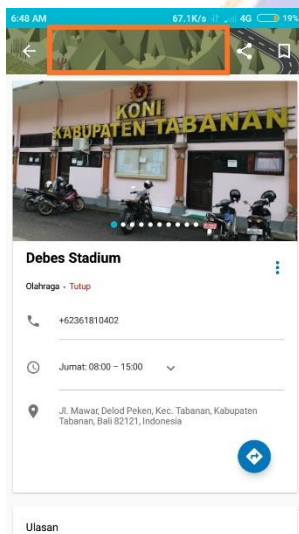 6:48 AM 67.1K/s 4G 19%
KONI
KABUPATEN TABANAN
Debes Stadium
Olahraga - Tutup
+62361810402
Jumat: 08:00 – 15:00
Jl. Mawar, Delod Peken, Kec. Tabanan, Kabupaten
Tabanan, Bali 82121, Indonesia
Ulasan